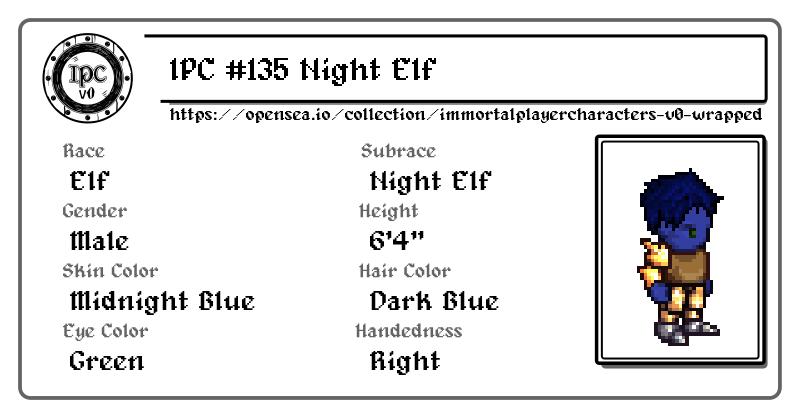 IPC
v0
IPC #135 Night Elf
https://opensea.io/collection/immortalplayercharacters-v0-wrapped
Race
Elf
Subrace
Night Elf
Gender
Male
Height
6'4"
Skin Color
Midnight Blue
Hair Color
Dark Blue
Eye Color
Green
Handedness
Right